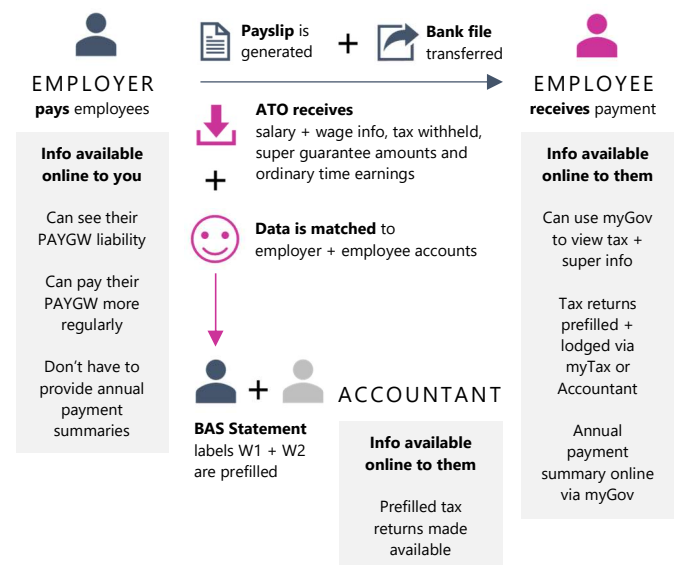 Payslip is
generated
+
Bank file
transferred
EMPLOYER
pays employees
EMPLOYEE
receives payment
Info available
online to you
Can see their
PAYGW liability
Can pay their
PAYGW more
regularly
Don't have to
provide annual
payment
summaries
ATO receives
salary + wage info, tax withheld,
super guarantee amounts and
ordinary time earnings
+
Data is matched to
employer + employee accounts
+
ACCOUNTANT
BAS Statement
labels W1 + W2
are prefilled
Info available
online to them
Prefilled tax
returns made
available
Info available
online to them
Can use myGov
to view tax +
super info
Tax returns
prefilled +
lodged via
myTax or
Accountant
Annual
payment
summary online
via myGov